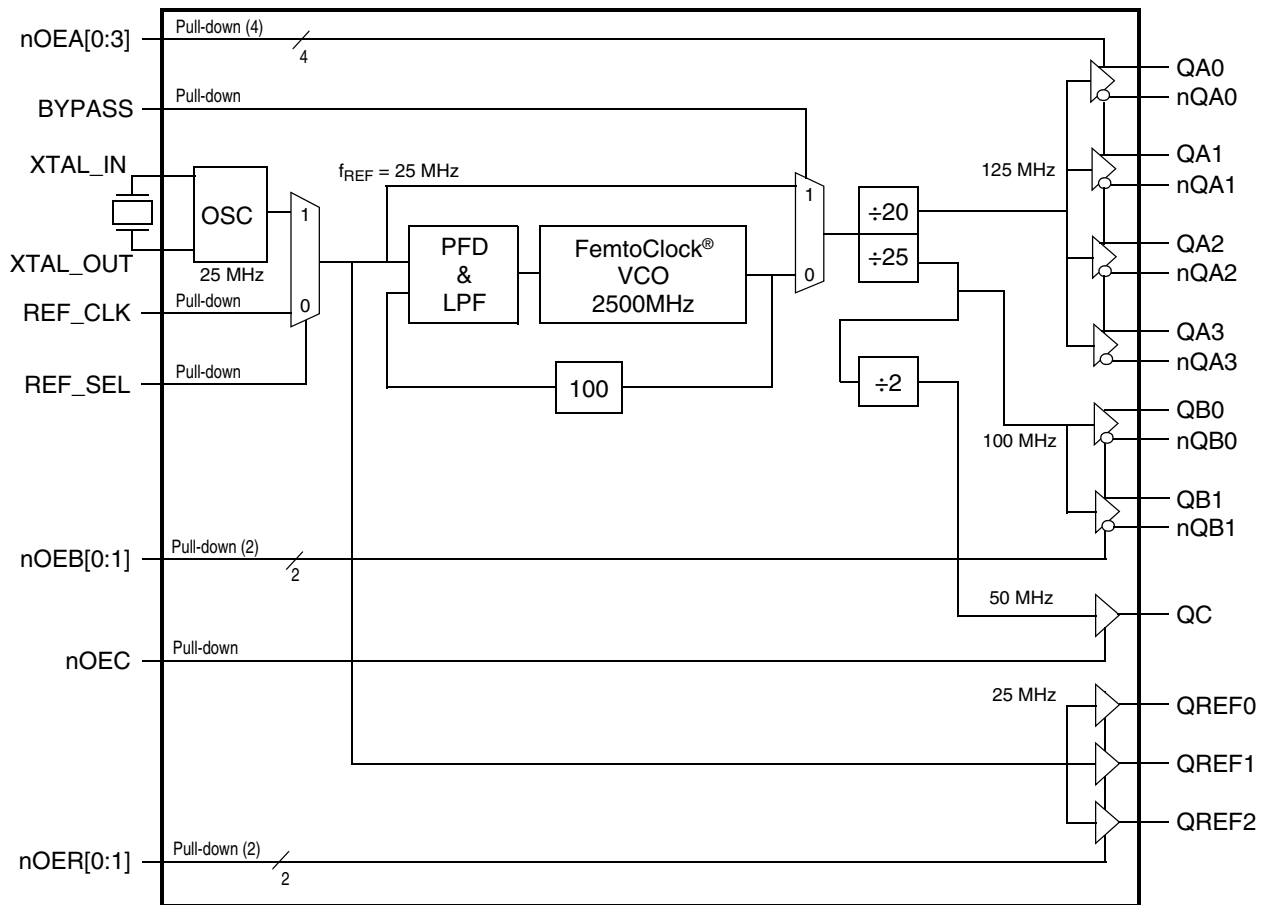 nOEA[0:3]
Pull-down (4)
4
BYPASS
Pull-down
XTAL_IN
OSC
25 MHz
XTAL_OUT
REF_CLK
Pull-down
REF_SEL
Pull-down
1
0
fREF = 25 MHz
PFD
&
LPF
FemtoClock®
VCO
2500MHz
100
1
0
÷20
÷25
÷2
125 MHz
QA0
nQA0
QA1
nQA1
QA2
nQA2
QA3
nQA3
100 MHz
QB0
nQB0
QB1
nQB1
nOEB[0:1]
Pull-down (2)
2
50 MHz
QC
nOEC
Pull-down
25 MHz
QREF0
QREF1
QREF2
nOER[0:1]
Pull-down (2)
2